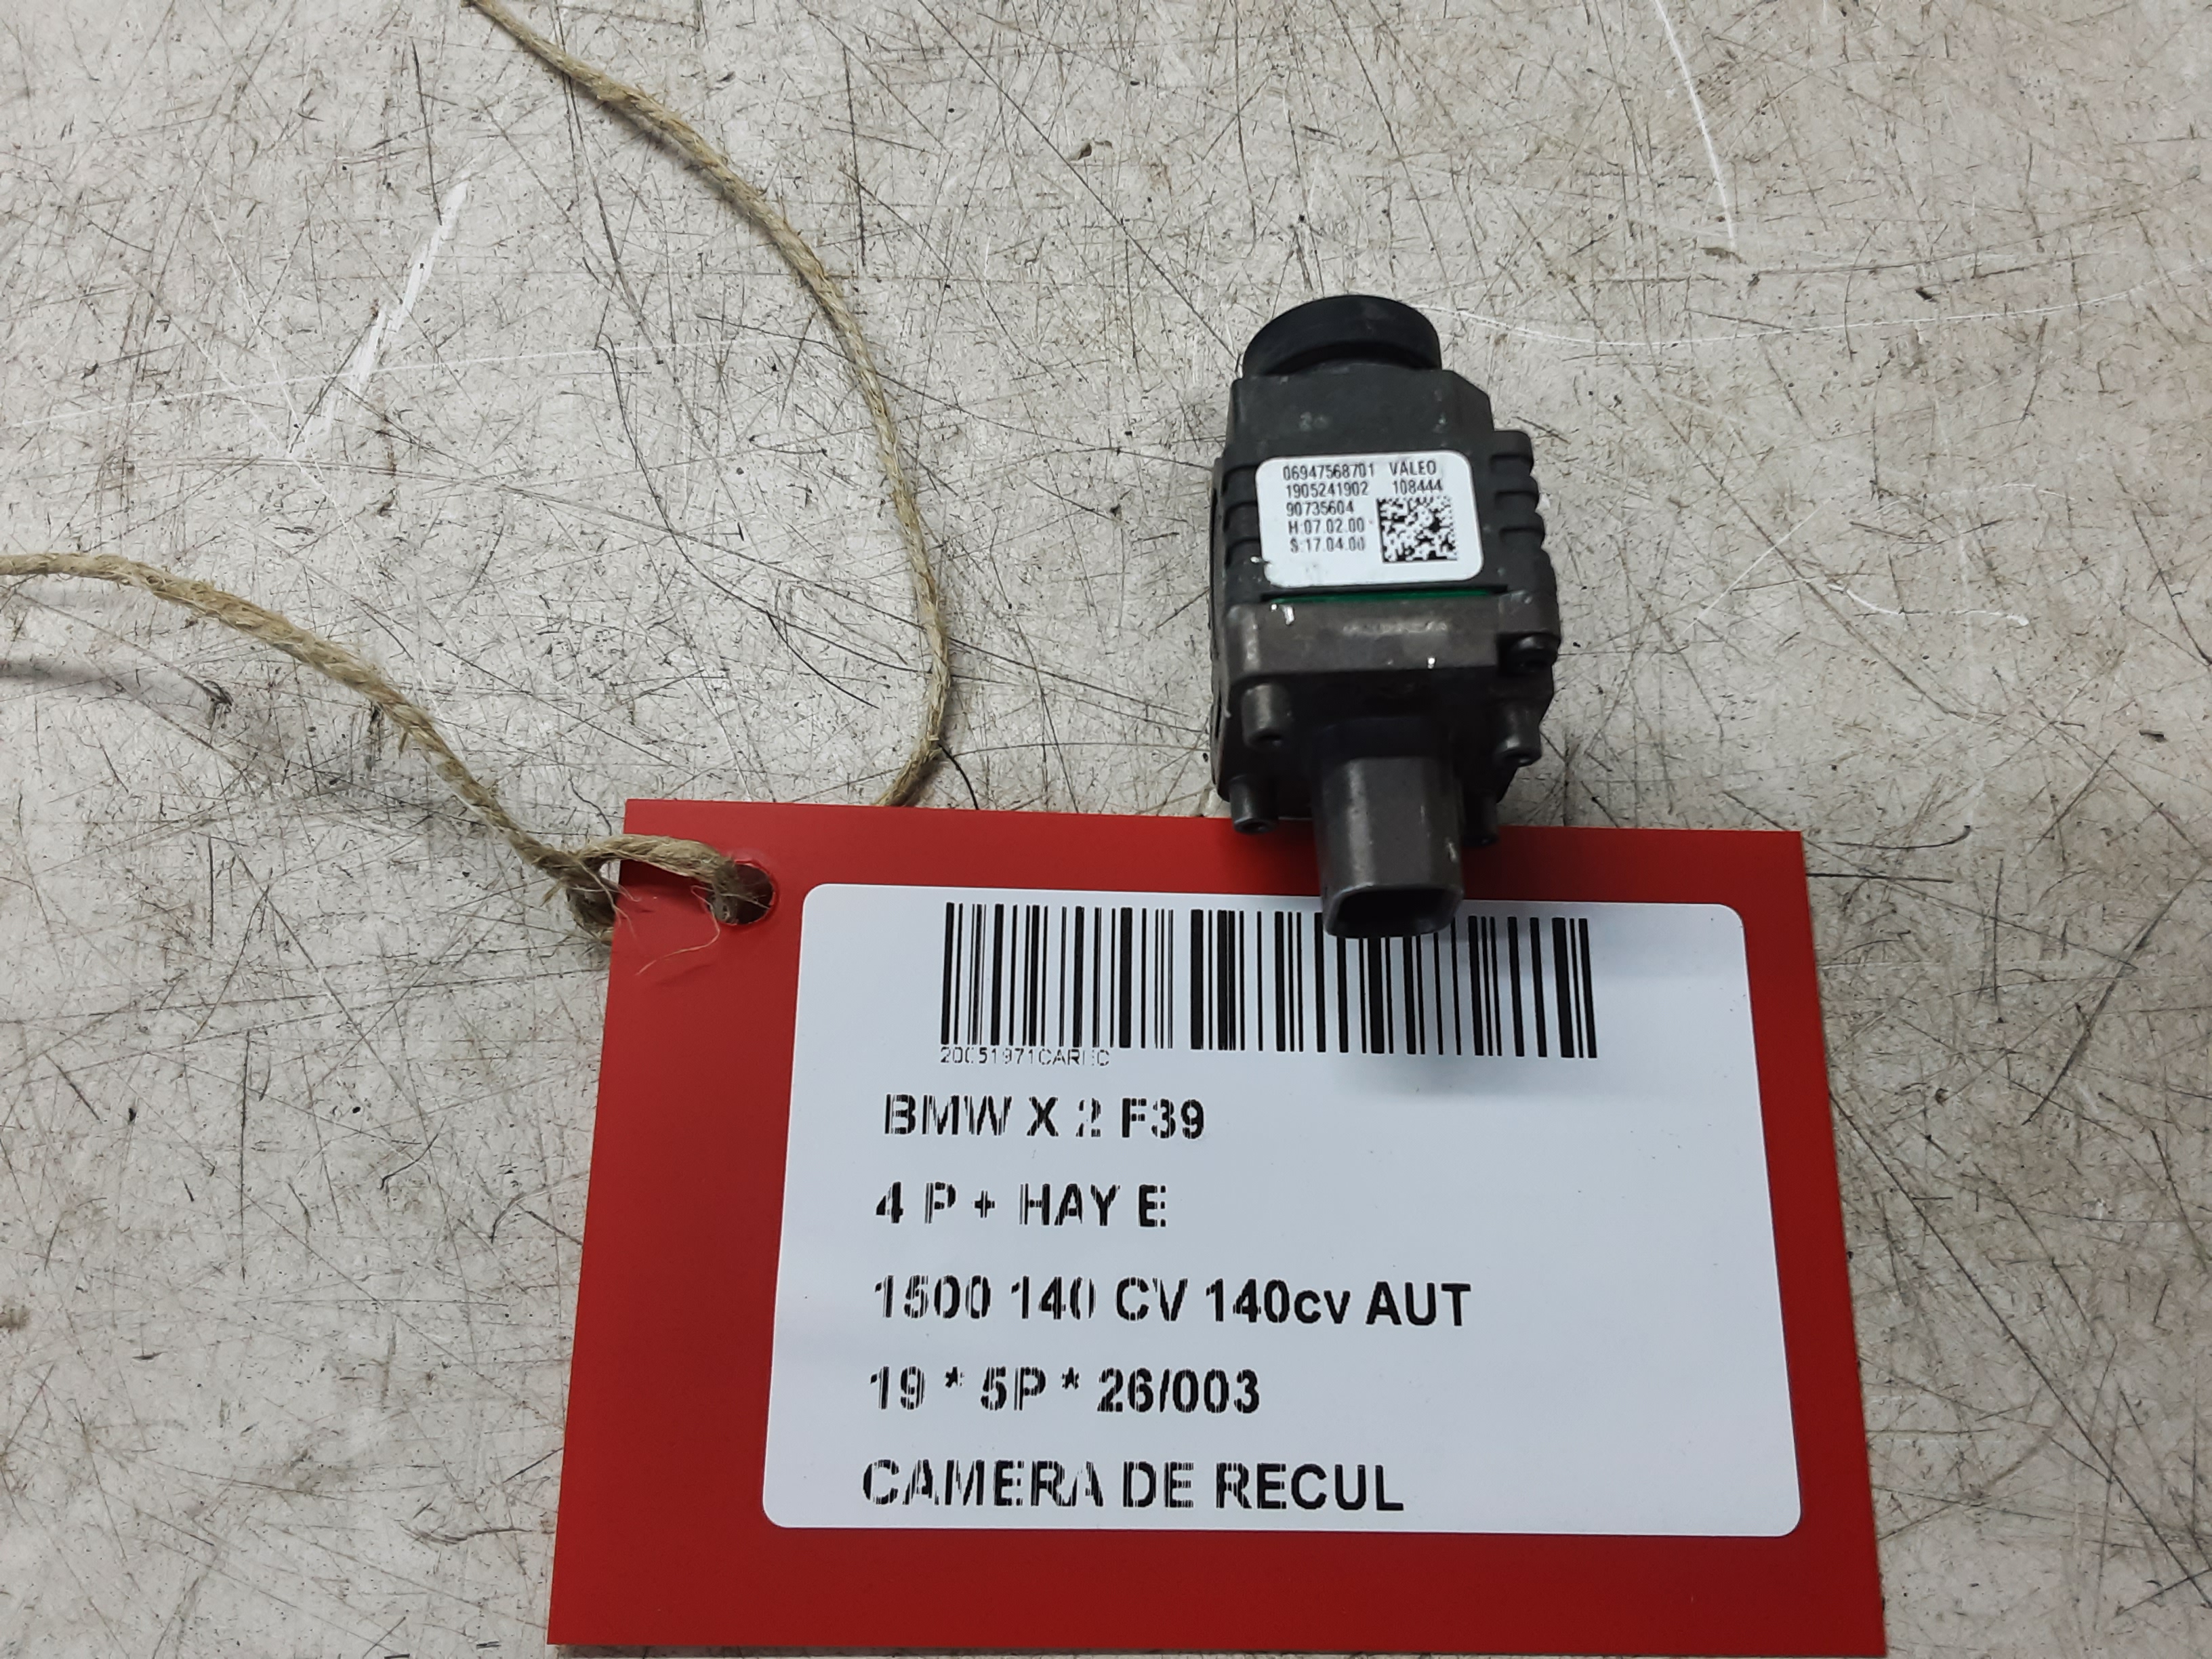 06947568701 VALEO
1905241902 108444
90735604
H:07.02.00
S:17.04.00
BMW X 2 F39
4 P + HAY E
1500 140 CV 140cv AUT
19 * 5P * 26/003
CAMERA DE RECUL